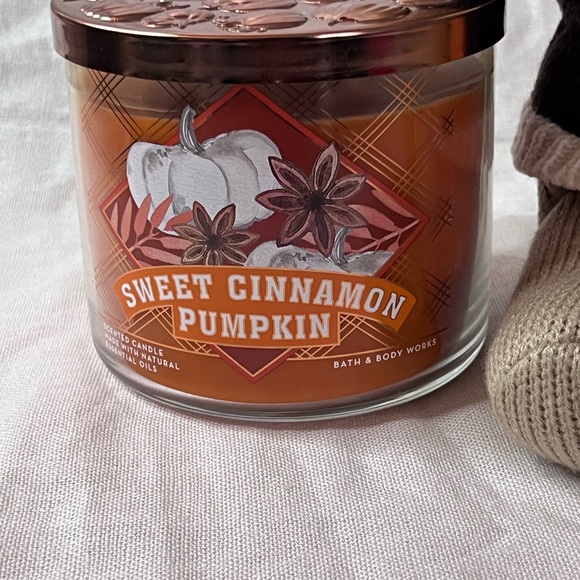 SWEET CINNAMON
PUMPKIN
SCENTED CANDLE
MADE WITH NATURAL
ESSENTIAL OILS
BATH & BODY WORKS